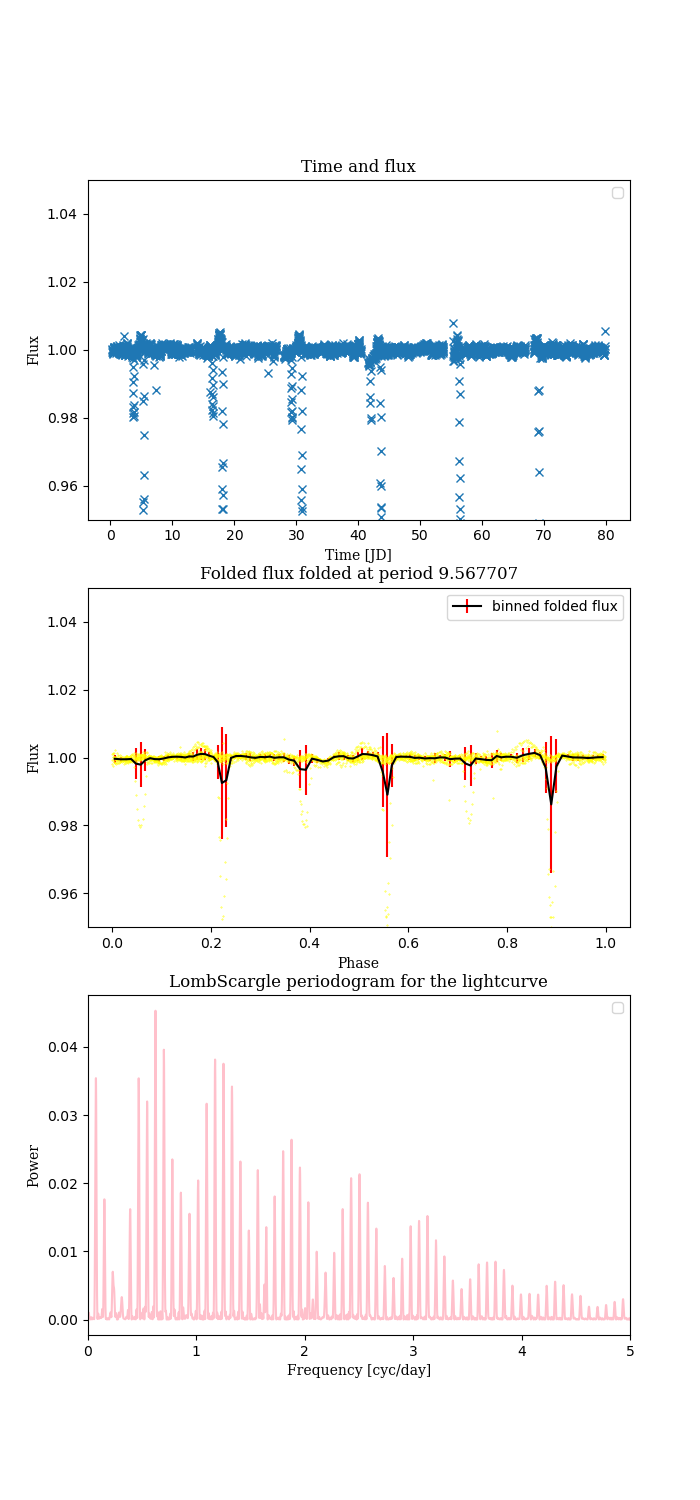 Time and flux
1.04
1.02
1.00
0.98
0.96
Flux
0 10 20 30 40 50 60 70 80
Time [JD]
Folded flux folded at period 9.567707
binned folded flux
1.04
1.02
1.00
0.98
0.96
Flux
0.0 0.2 0.4 0.6 0.8 1.0
Phase
LombScargle periodogram for the lightcurve
0.04
0.03
0.02
0.01
0.00
Power
0 1 2 3 4 5
Frequency [cyc/day]